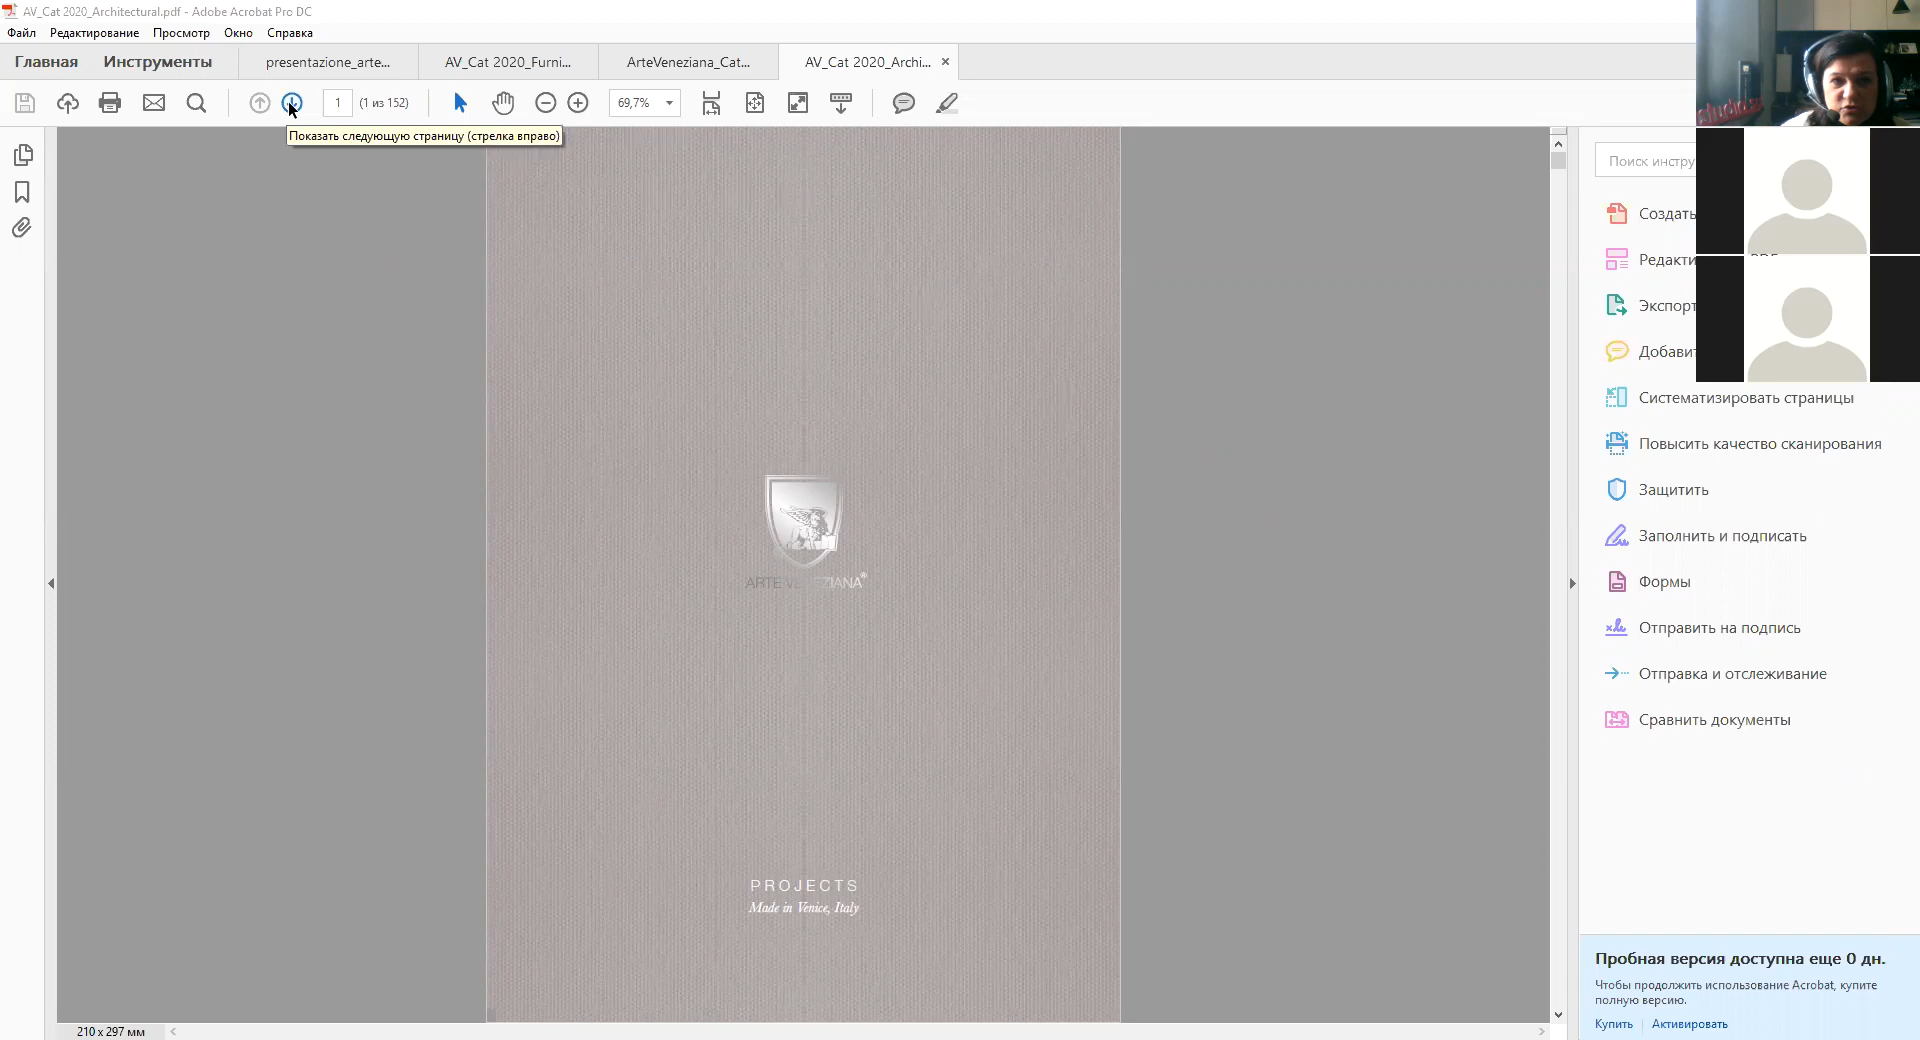 AV_Cat 2020_Architectural.pdf - Adobe Acrobat Pro DC
Файл Редактирование Просмотр Окно Справка
Главная Инструменты presentazione_arte... AV_Cat 2020_Furni... ArteVeneziana_Cat... AV_Cat 2020_Archi... ×
1 (1 из 152) 69,7%
Показать следующую страницу (стрелка вправо)
Поиск инстру
Создать
Редакти
Экспорт
Добавит
Систематизировать страницы
Повысить качество сканирования
Защитить
Заполнить и подписать
Формы
Отправить на подпись
Отправка и отслеживание
Сравнить документы
ARTE VENEZIANA®
PROJECTS
Made in Venice, Italy
Пробная версия доступна еще 0 дн.
Чтобы продолжить использование Acrobat, купите
полную версию.
Купить Активировать
210 x 297 мм